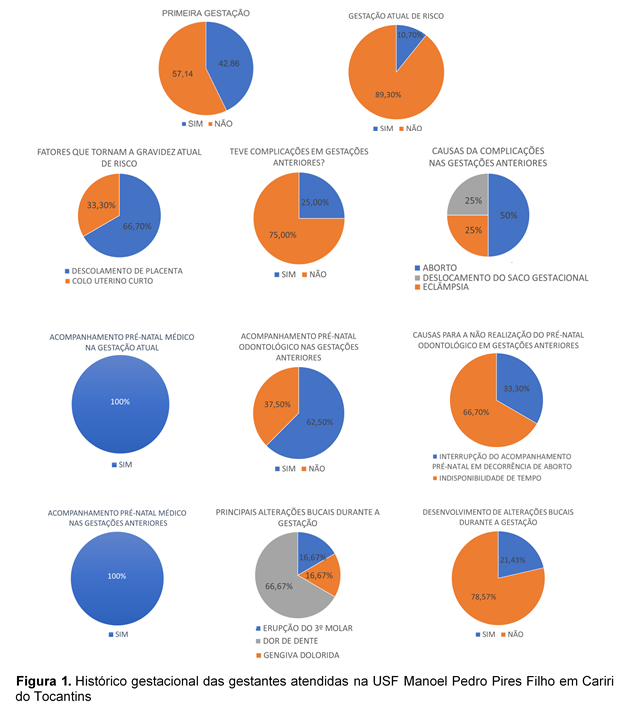 PRIMEIRA GESTAÇÃO
42,86
57,14
SIM NÃO
GESTAÇÃO ATUAL DE RISCO
10,70%
89,30%
SIM NÃO
FATORES QUE TORNAM A GRAVIDEZ ATUAL
DE RISCO
33,30%
66,70%
DESCOLAMENTO DE PLACENTA
COLO UTERINO CURTO
TEVE COMPLICAÇÕES EM GESTAÇÕES
ANTERIORES?
25,00%
75,00%
SIM NÃO
CAUSAS DA COMPLICAÇÕES
NAS GESTAÇÕES ANTERIORES
25%
50%
25%
ABORTO
DESLOCAMENTO DO SACO GESTACIONAL
ECLÂMPSIA
ACOMPANHAMENTO PRÉ-NATAL MÉDICO
NA GESTAÇÃO ATUAL
100%
SIM
ACOMPANHAMENTO PRÉ-NATAL
ODONTOLÓGICO NAS GESTAÇÕES
ANTERIORES
37,50%
62,50%
SIM NÃO
CAUSAS PARA A NÃO REALIZAÇÃO DO PRÉ-NATAL
ODONTOLÓGICO EM GESTAÇÕES ANTERIORES
33,30%
66,70%
INTERRUPÇÃO DO ACOMPANHAMENTO
PRÉ-NATAL EM DECORRÊNCIA DE ABORTO
INDISPONIBILIDADE DE TEMPO
ACOMPANHAMENTO PRÉ-NATAL MÉDICO
NAS GESTAÇÕES ANTERIORES
100%
SIM
PRINCIPAIS ALTERAÇÕES BUCAIS DURANTE A
GESTAÇÃO
16,67%
16,67%
66,67%
ERUPÇÃO DO 3º MOLAR
DOR DE DENTE
GENGIVA DOLORIDA
DESENVOLVIMENTO DE ALTERAÇÕES BUCAIS
DURANTE A GESTAÇÃO
21,43%
78,57%
SIM NÃO
Figura 1. Histórico gestacional das gestantes atendidas na USF Manoel Pedro Pires Filho em Cariri
do Tocantins